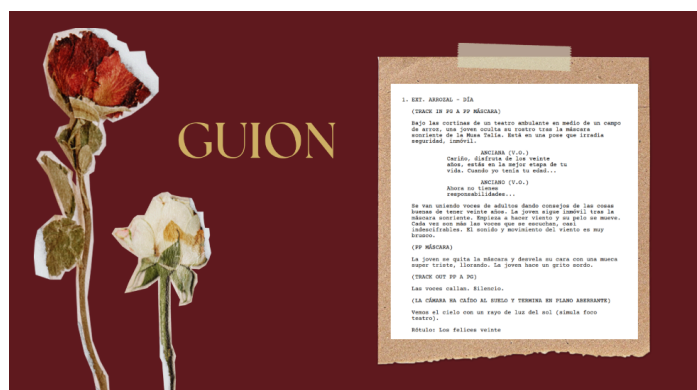 GUION
1. EXT. ARROZAL - DÍA
(TRACK IN PG A PP MÁSCARA)
Bajo las cortinas de un teatro ambulante en medio de un campo
de arroz, una joven oculta su rostro tras la máscara
sonriente de la Musa Talía. Está en una pose que irradia
seguridad, inmóvil.
ANCIANA (V.O.)
Cariño, disfruta de los veinte
años, estás en la mejor etapa de tu
vida. Cuando yo tenía tu edad...
ANCIANO (V.O.)
Ahora no tienes
responsabilidades...
Se van uniendo voces de adultos dando consejos de las cosas
buenas de tener veinte años. La joven sigue inmóvil tras la
máscara sonriente. Empieza a hacer viento y su pelo se mueve.
Cada vez son más las voces que se escuchan, casi
indescifrables. El sonido y movimiento del viento es muy
brusco.
(PP MÁSCARA)
La joven se quita la máscara y desvela su cara con una mueca
super triste, llorando. La joven hace un grito sordo.
(TRACK OUT PP A PG)
Las voces callan. Silencio.
(LA CÁMARA HA CAÍDO AL SUELO Y TERMINA EN PLANO ABERRANTE)
Vemos el cielo con un rayo de luz del sol (simula foco
teatro).
Rótulo: Los felices veinte